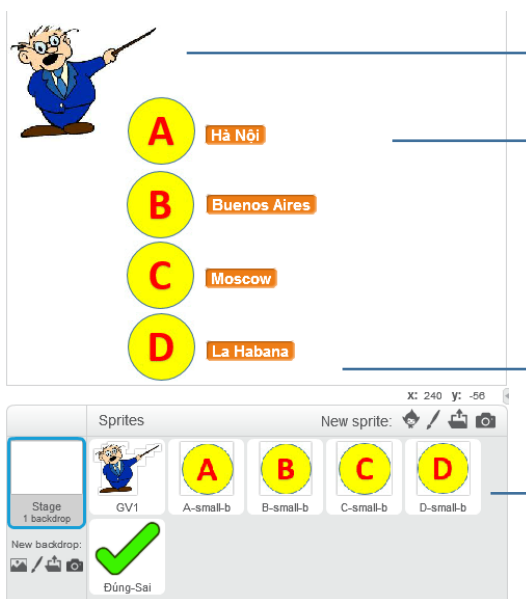 A
Hà Nội
B
Buenos Aires
C
Moscow
D
La Habana
X: 240 y: -56
Sprites
New sprite:
A
B
C
D
Stage
1 backdrop
GV1
A-small-b
B-small-b
C-small-b
D-small-b
New backdrop:
Đúng-Sai